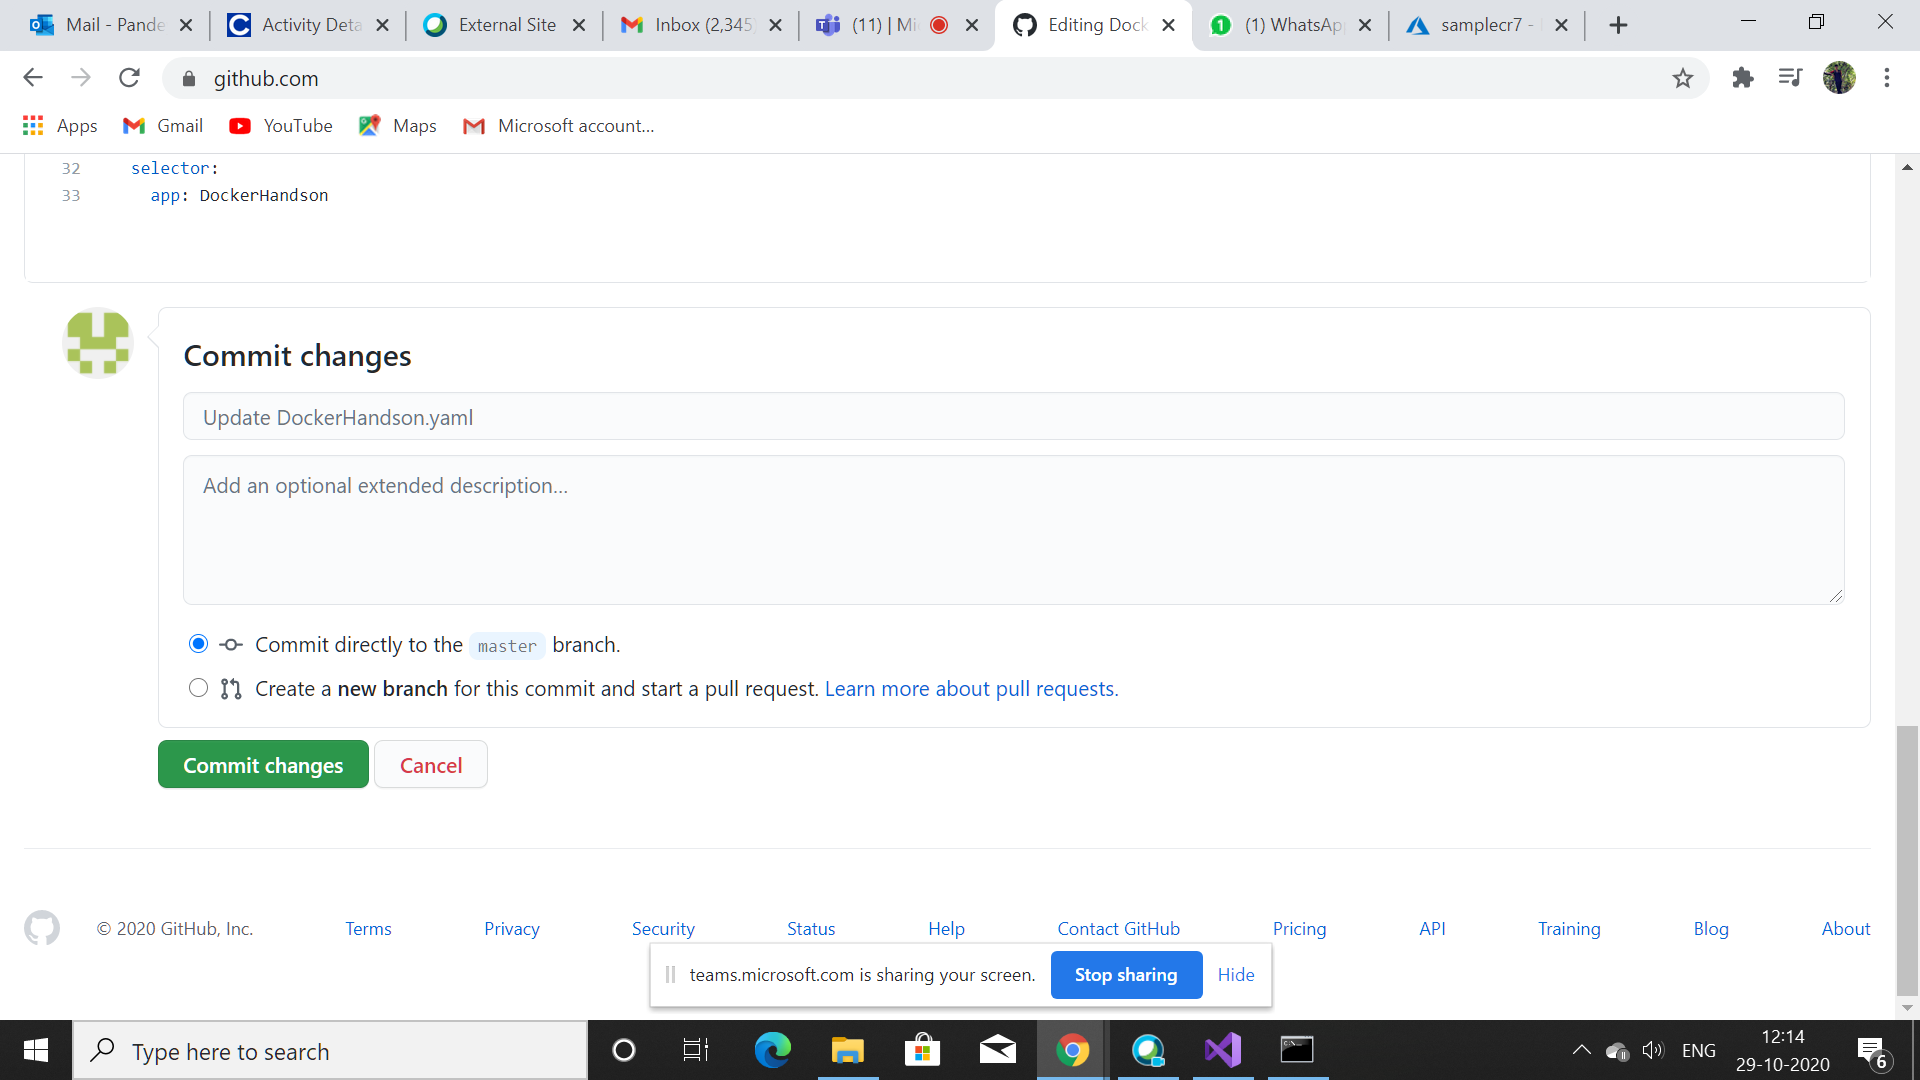 Mail - Pande
Activity Deta
External Site
Inbox (2,345)
(11) | Mi
Editing Dock
(1) WhatsAp
samplecr7 -
github.com
Apps
Gmail
YouTube
Maps
Microsoft account...
32 selector:
33 app: DockerHandson
Commit changes
Update DockerHandson.yaml
Add an optional extended description...
Commit directly to the master branch.
Create a new branch for this commit and start a pull request. Learn more about pull requests.
Commit changes Cancel
© 2020 GitHub, Inc. Terms Privacy Security Status Help Contact GitHub Pricing API Training Blog About
teams.microsoft.com is sharing your screen. Stop sharing Hide
Type here to search
ENG
12:14
29-10-2020
6